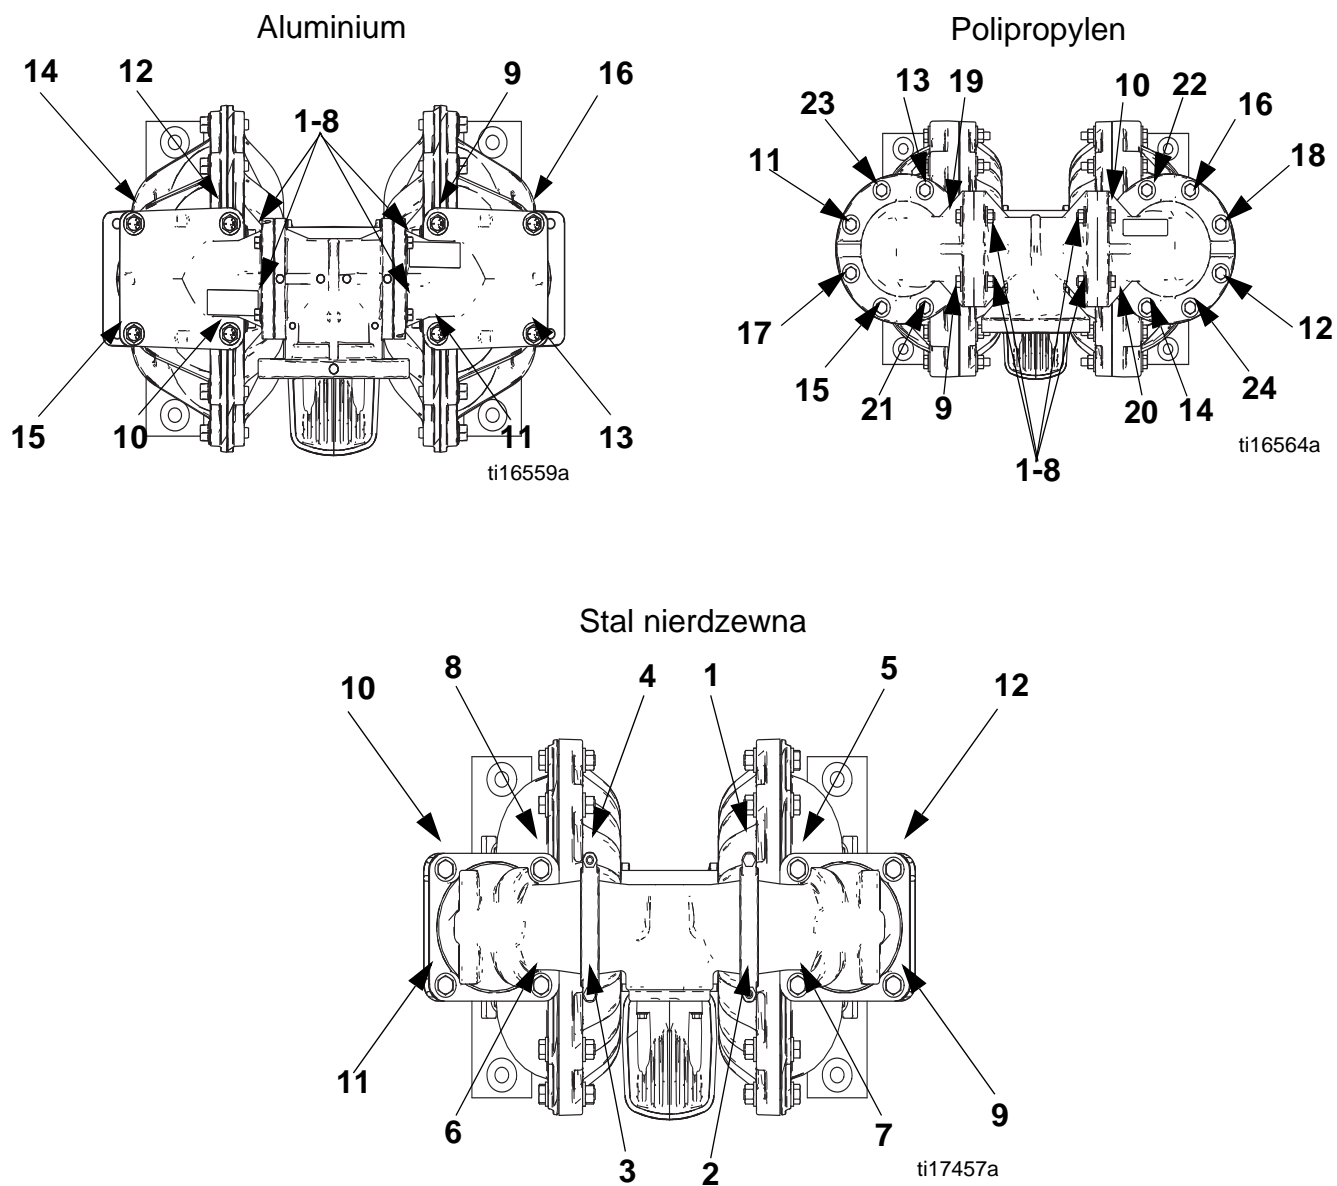 Aluminium
14 12 9 16
1-8
15 10 11 13
ti16559a
Polipropylen
23 13 19 10 22 16
11 18
17 12
15 21 9 20 14 24
1-8
ti16564a
Stal nierdzewna
10 8 4 1 5 12
11 6 3 2 7 9
ti17457a